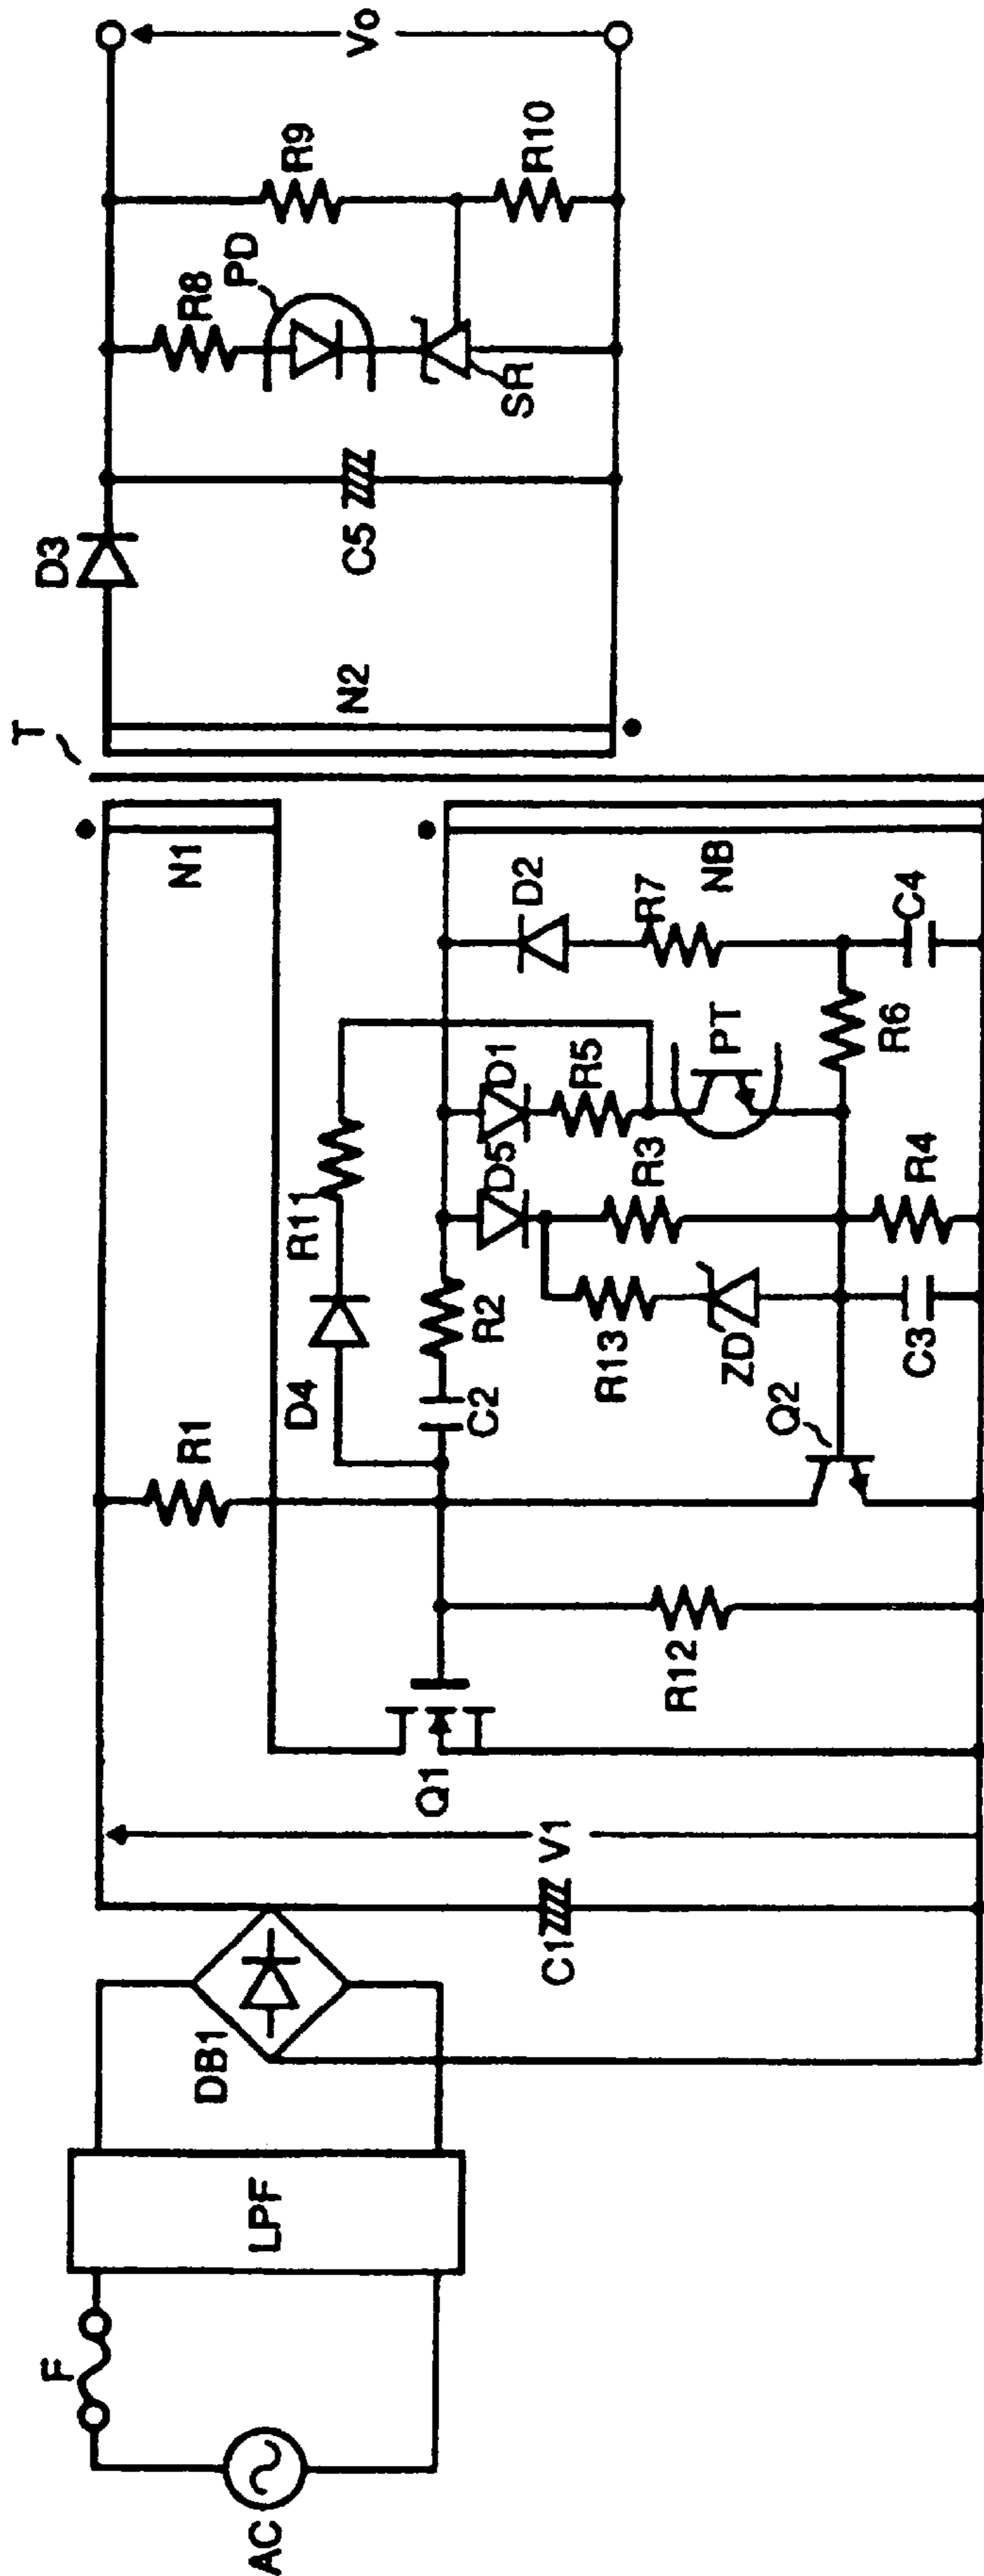 AC
F
LPF
DB1
C1
V1
Q1
R12
R1
D4
R11
C2
R2
Q2
R13
ZD
C3
D5
R3
R4
D1
R5
PT
R6
D2
R7
C4
N1
NB
T
N2
D3
C5
R8
PD
SR
R9
R10
Vo